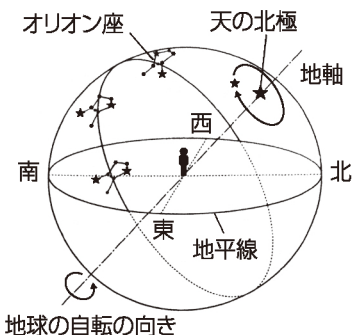 オリオン座
天の北極
地軸
西
南
北
東
地平線
地球の自転の向き